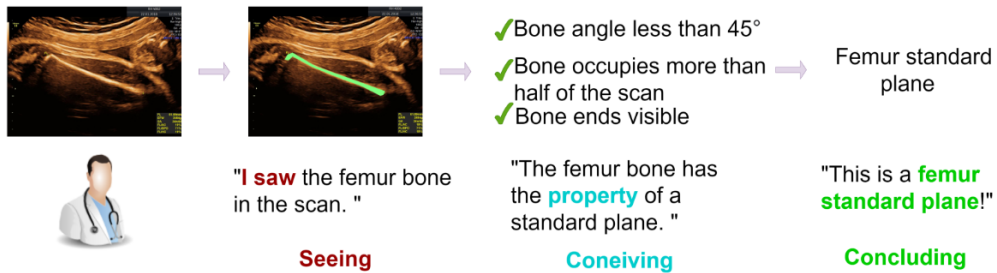 Bone angle less than 45°
Bone occupies more than
half of the scan
Bone ends visible
Femur standard
plane
"I saw the femur bone
in the scan. "
"The femur bone has
the property of a
standard plane. "
"This is a femur
standard plane!"
Seeing
Coneiving
Concluding